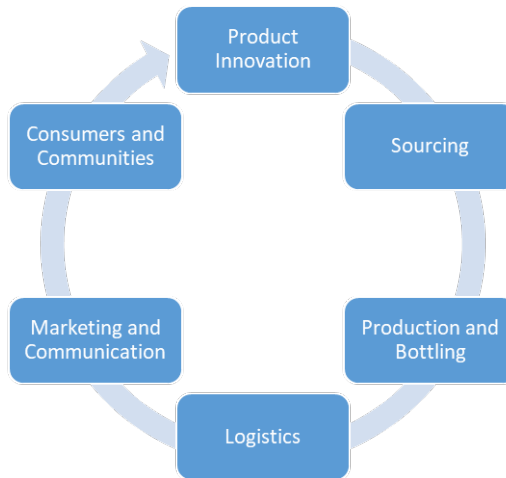 Product
Innovation
Sourcing
Production and
Bottling
Logistics
Marketing and
Communication
Consumers and
Communities